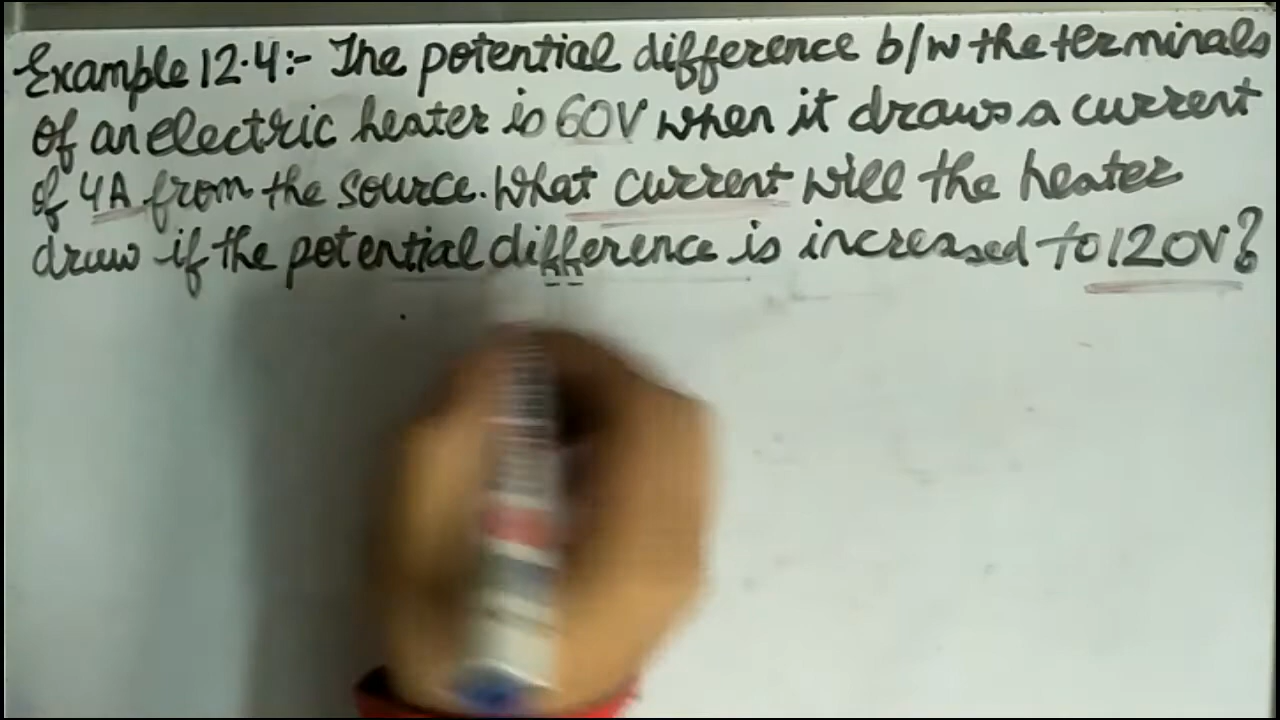 Example 12.4:- The potential difference b/w the terminals
of an electric heater is 60V when it draws a current
of 4A from the source. What current will the heater
draw if the potential difference is increased to 120V?